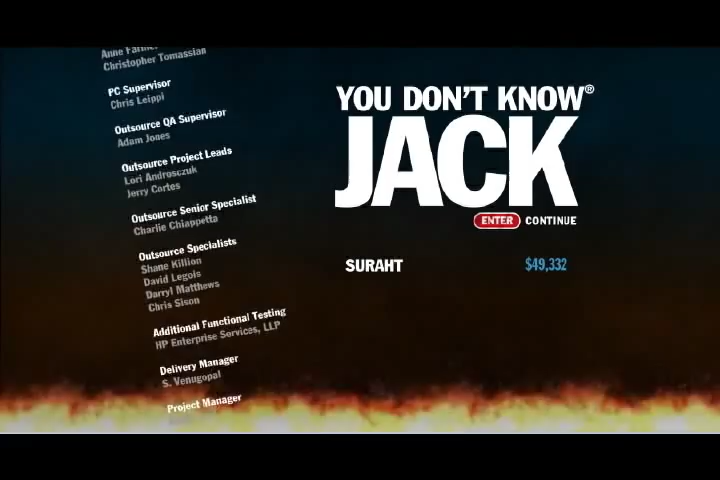 Anne Farmer
Christopher Tomassian
PC Supervisor
Chris Leippi
Outsource QA Supervisor
Adam Jones
Outsource Project Leads
Lori Androsczuk
Jerry Cortes
Outsource Senior Specialist
Charlie Chiappetta
Outsource Specialists
Shane Killion
David Legois
Darryl Matthews
Chris Sison
Additional Functional Testing
HP Enterprise Services, LLP
Delivery Manager
S. Venugopal
Project Manager
YOU DON'T KNOW®
JACK
ENTER CONTINUE
SURAHT $49,332